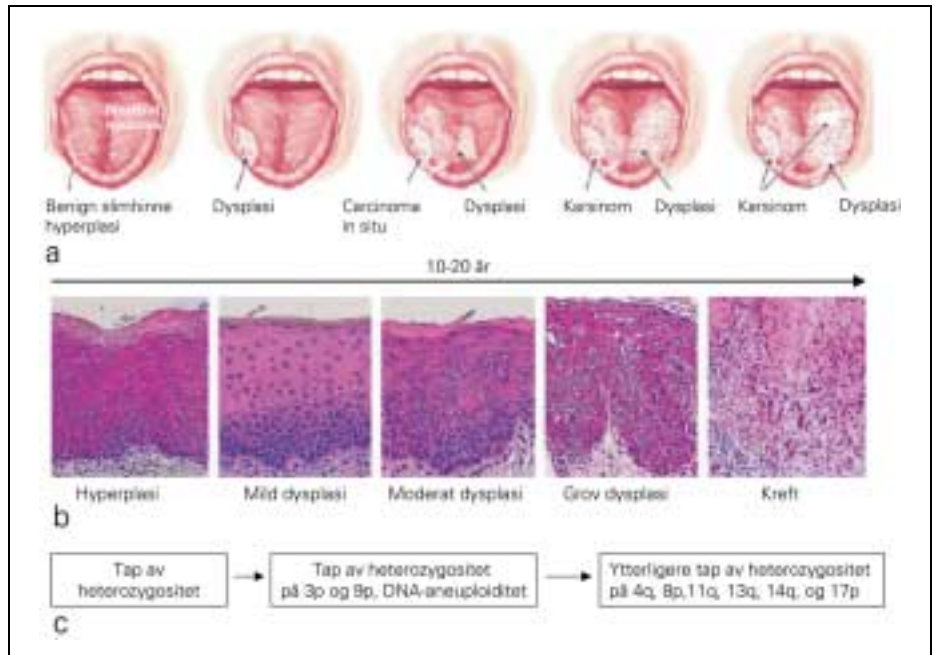 Normal
Benign slimhinne
hyperplasi
Dysplasi
Carcinoma
in situ
Dysplasi
Karsinom
Dysplasi
Karsinom
Dysplasi
a
10-20 år
Hyperplasi
Mild dysplasi
Moderat dysplasi
Grov dysplasi
Kreft
b
Tap av
heterozygositet
Tap av heterozygositet
på 3p og 9p, DNA-aneuploiditet
Ytterligere tap av heterozygositet
på 4q, 8p,11q, 13q, 14q, og 17p
c